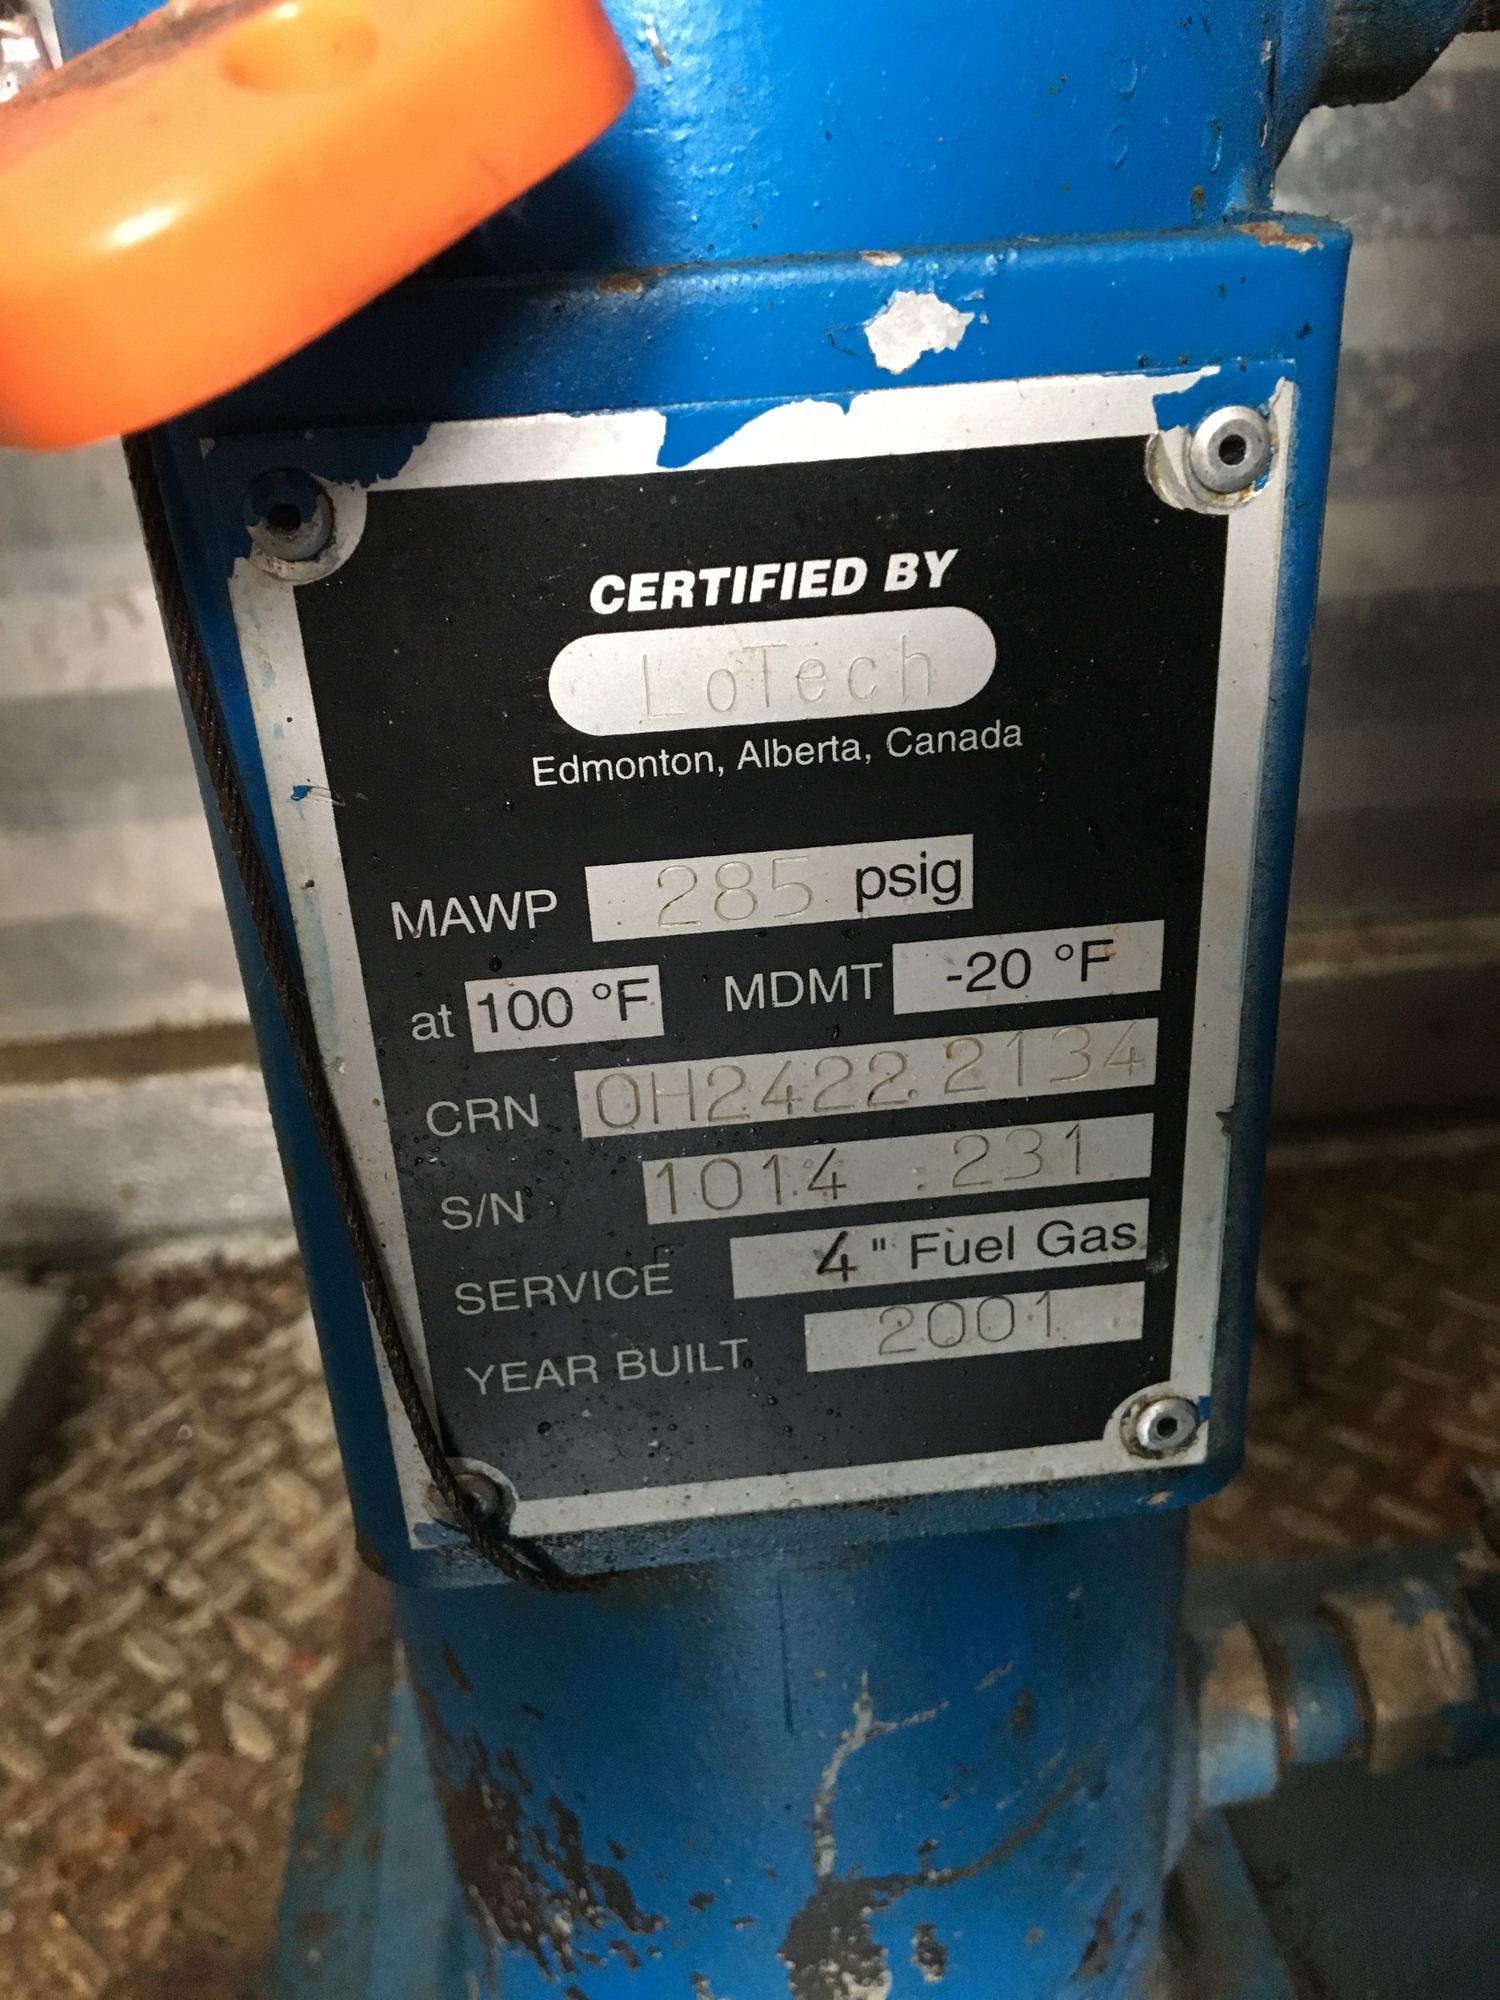 CERTIFIED BY
LoTech
Edmonton, Alberta, Canada
MAWP 285 psig
at 100 °F MDMT -20 °F
CRN OH2422.2134
S/N 1014 . 231
SERVICE 4" Fuel Gas
YEAR BUILT 2001